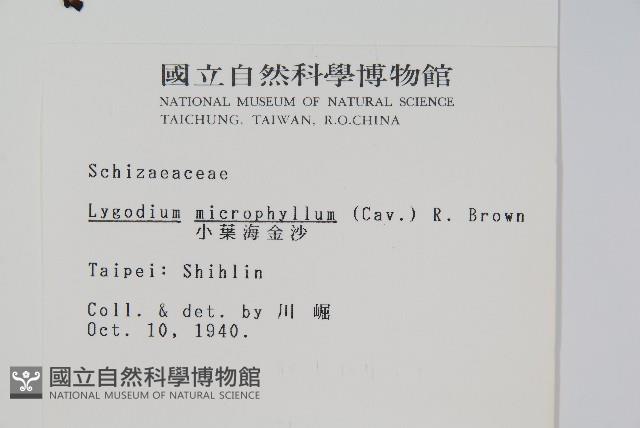 國立自然科學博物館
NATIONAL MUSEUM OF NATURAL SCIENCE
TAICHUNG, TAIWAN, R.O.CHINA
Schizaeaceae
Lygodium microphyllum (Cav.) R. Brown
小葉海金沙
Taipei: Shihlin
Coll. & det. by 川 崛
Oct. 10, 1940.
國立自然科學博物館
NATIONAL MUSEUM OF NATURAL SCIENCE